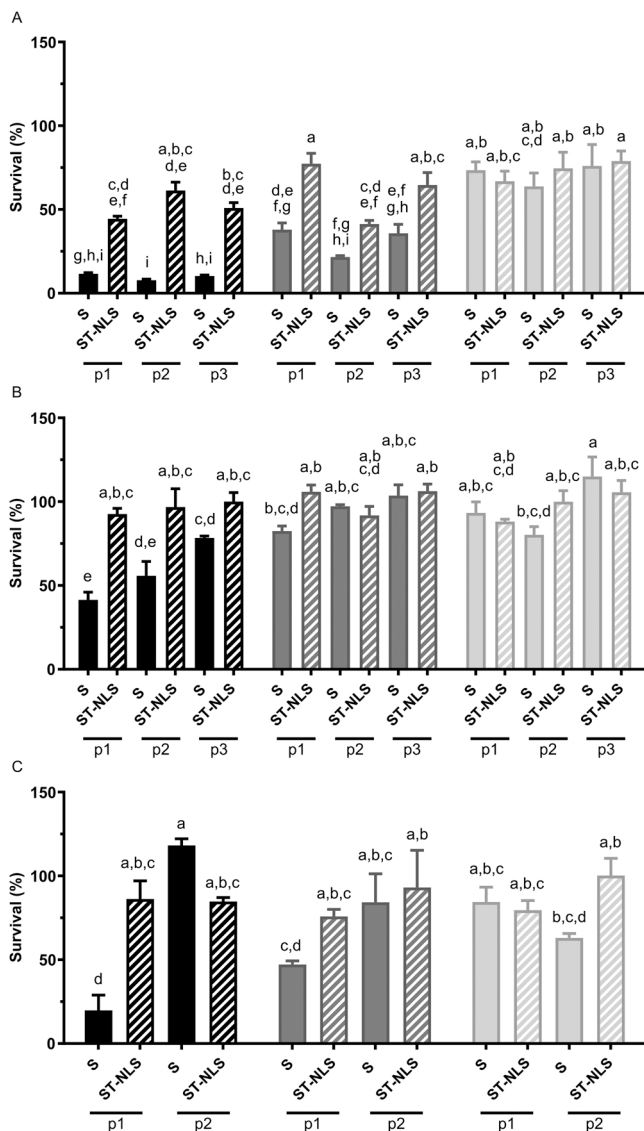 A
Survival (%)
150
100
50
0
g,h,i
c,d
e,f
i
a,b,c
d,e
h,i
b,c
d,e
d,e
f,g
a
f,g
h,i
c,d
e,f
e,f
g,h
a,b,c
a,b
a,b,c
a,b
c,d
a,b
a,b
a
S ST-NLS S ST-NLS S ST-NLS S ST-NLS S ST-NLS S ST-NLS S ST-NLS S ST-NLS S ST-NLS
p1 p2 p3 p1 p2 p3 p1 p2 p3
B
Survival (%)
150
100
50
0
e
a,b,c
d,e
a,b,c
c,d
a,b,c
b,c,d
a,b
a,b,c
a,b
c,d
a,b,c
a,b
a,b,c
a,b
c,d
b,c,d
a,b,c
a
a,b,c
S ST-NLS S ST-NLS S ST-NLS S ST-NLS S ST-NLS S ST-NLS S ST-NLS S ST-NLS S ST-NLS
p1 p2 p3 p1 p2 p3 p1 p2 p3
C
Survival (%)
150
100
50
0
d
a,b,c
a
a,b,c
c,d
a,b,c
a,b,c
a,b
a,b,c
a,b,c
b,c,d
a,b
S ST-NLS S ST-NLS S ST-NLS S ST-NLS S ST-NLS S ST-NLS
p1 p2 p1 p2 p1 p2